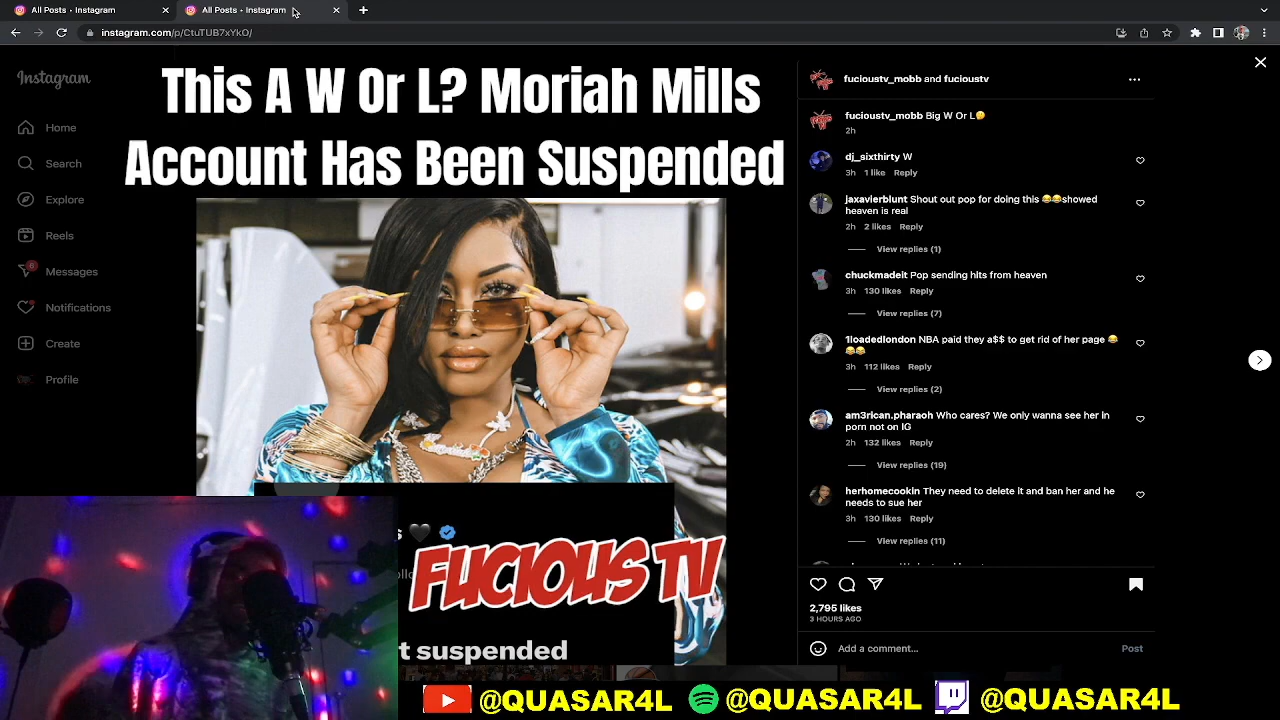 All Posts - Instagram
All Posts - Instagram
instagram.com/p/CtuTUB7xYkO/
Instagram
Home
Search
Explore
Reels
6
Messages
Notifications
Create
Profile
This A W Or L? Moriah Mills
Account Has Been Suspended
FUCIOUS TV
t suspended
fucioustv_mobb and fucioustv
fucioustv_mobb Big W Or L🤔
2h
dj_sixthirty W
3h 1 like Reply
jaxavierblunt Shout out pop for doing this 😂😂showed
heaven is real
2h 2 likes Reply
View replies (1)
chuckmadeit Pop sending hits from heaven
3h 130 likes Reply
View replies (7)
1loadedlondon NBA paid they a$$ to get rid of her page 😂
😂😂
3h 112 likes Reply
View replies (2)
am3rican.pharaoh Who cares? We only wanna see her in
porn not on IG
2h 132 likes Reply
View replies (19)
herhomecookin They need to delete it and ban her and he
needs to sue her
3h 130 likes Reply
View replies (11)
2,795 likes
3 HOURS AGO
Add a comment...
Post
@QUASAR4L @QUASAR4L @QUASAR4L